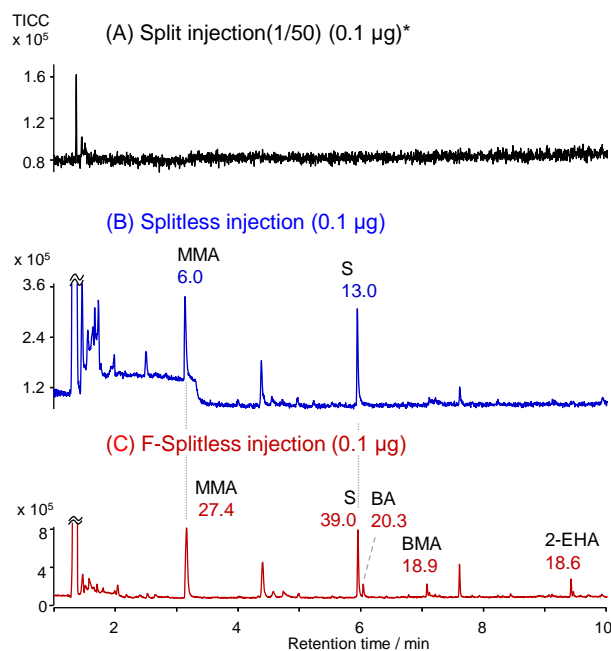 TICC
x 10⁵
(A) Split injection(1/50) (0.1 µg)*
1.6
1.2
0.8
(B) Splitless injection (0.1 µg)
x 10⁵
MMA
6.0
S
13.0
3.6
2.4
1.2
(C) F-Splitless injection (0.1 µg)
x 10⁵
MMA
27.4
S
39.0
BA
20.3
BMA
18.9
2-EHA
18.6
8
4
0
2
4
6
8
10
Retention time / min